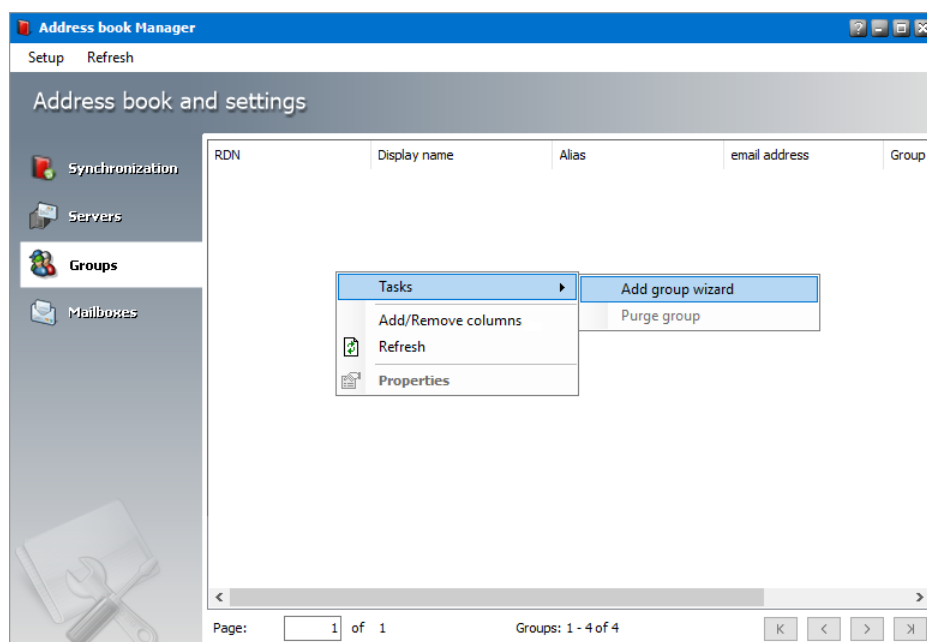 Address book Manager
Setup Refresh
Address book and settings
Synchronization
Servers
Groups
Mailboxes
RDN Display name Alias email address Group
Tasks
Add/Remove columns
Refresh
Properties
Add group wizard
Purge group
Page: 1 of 1 Groups: 1 - 4 of 4